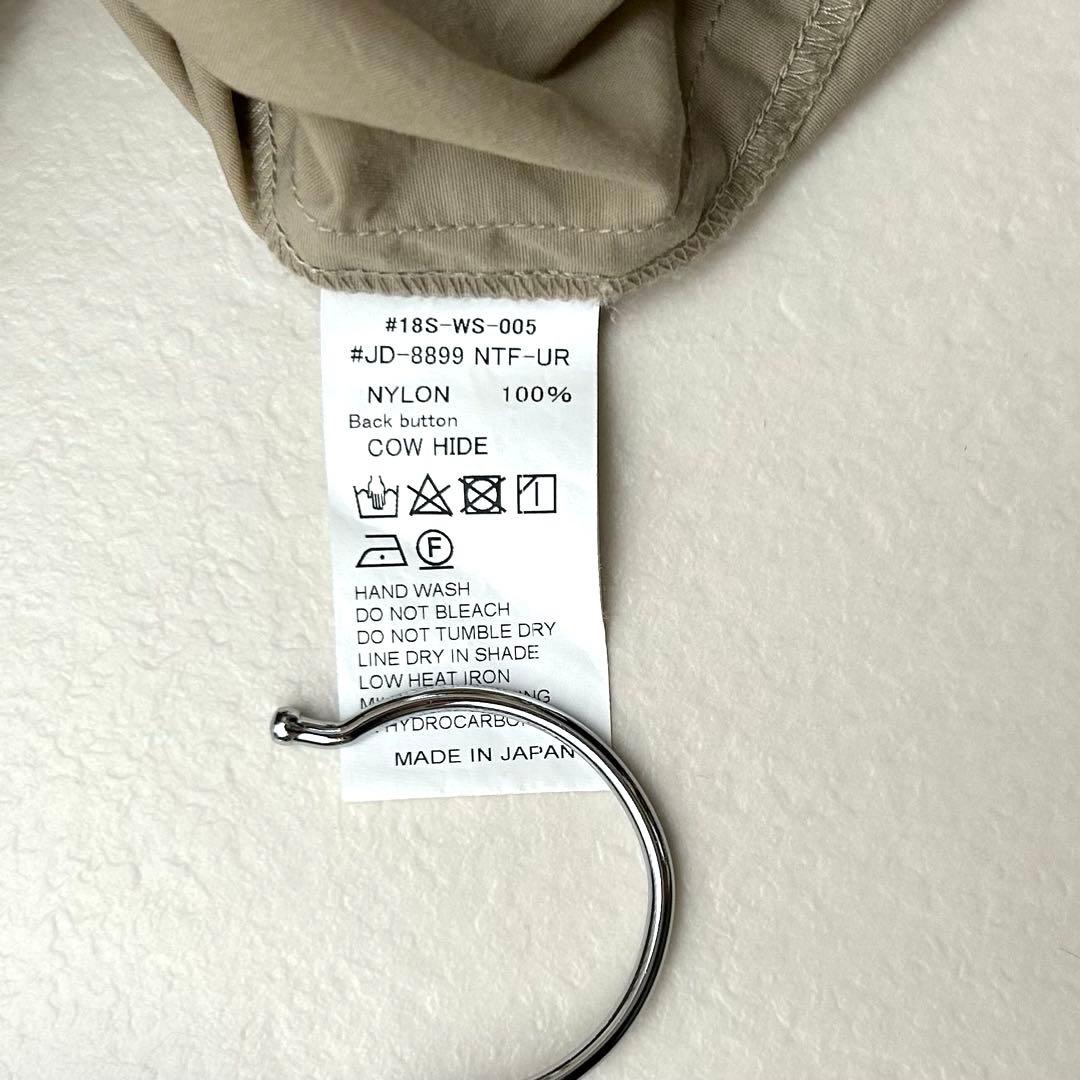 #18S-WS-005
#JD-8899 NTF-UR
NYLON 100%
Back button
COW HIDE
F
HAND WASH
DO NOT BLEACH
DO NOT TUMBLE DRY
LINE DRY IN SHADE
LOW HEAT IRON
MADE IN JAPAN